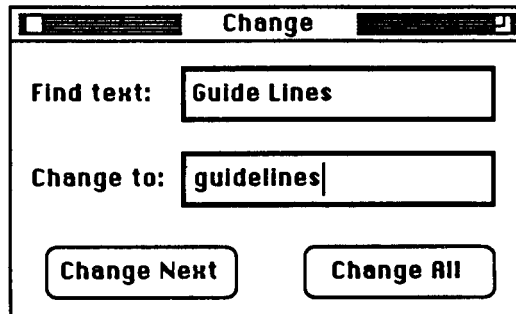 Change
Find text: Guide Lines
Change to: guidelines
Change Next Change All